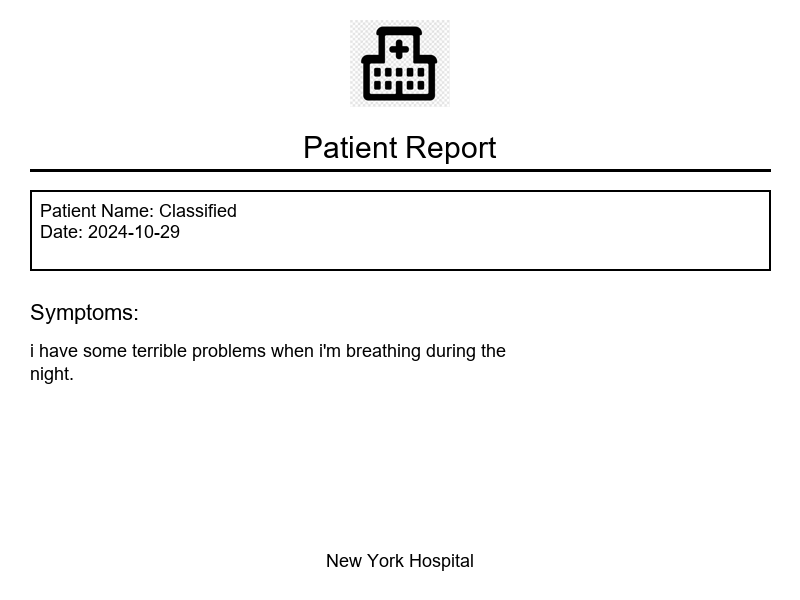 Patient Report
Patient Name: Classified
Date: 2024-10-29
Symptoms:
i have some terrible problems when i'm breathing during the
night.
New York Hospital